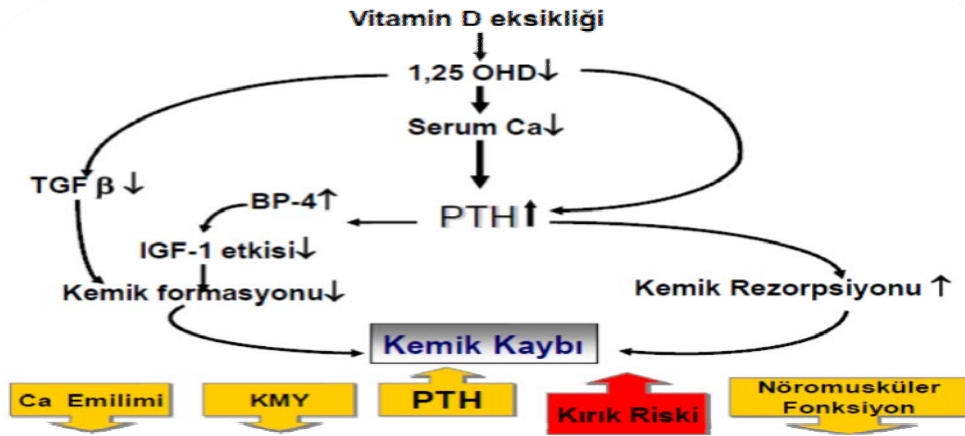 Vitamin D eksikliği
1,25 OHD↓
Serum Ca↓
TGF β ↓
BP-4↑
PTH↑
IGF-1 etkisi↓
Kemik formasyonu↓
Kemik Rezorpsiyonu ↑
Kemik Kaybı
Ca Emilimi
KMY
PTH
Kırık Riski
Nöromusküler
Fonksiyon